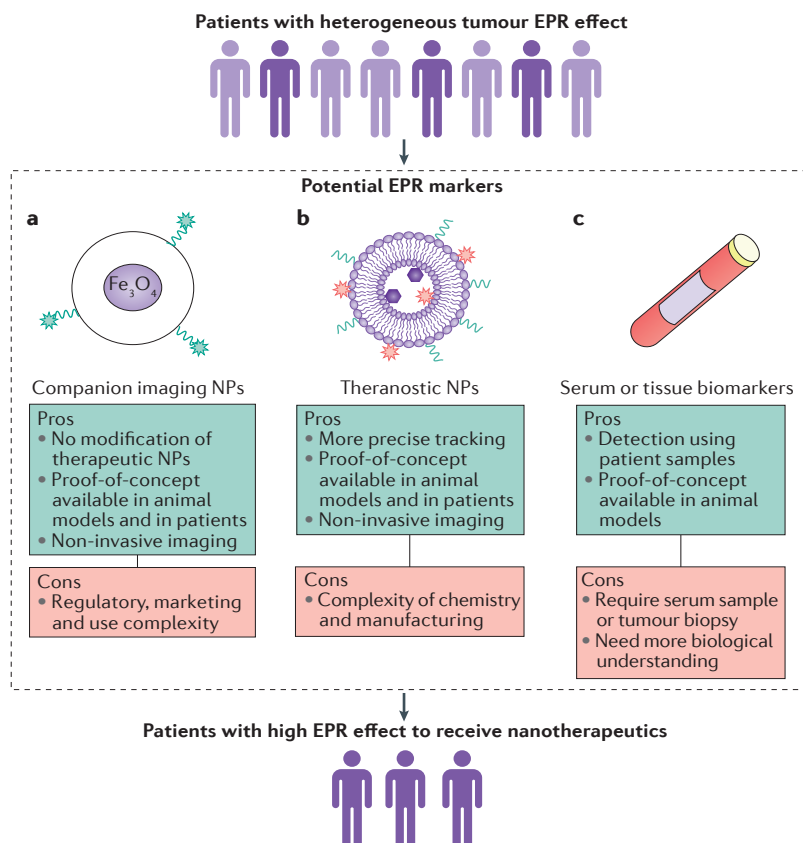 Patients with heterogeneous tumour EPR effect
Potential EPR markers
a
Fe₃O₄
Companion imaging NPs
Pros
• No modification of
therapeutic NPs
• Proof-of-concept
available in animal
models and in patients
• Non-invasive imaging
Cons
• Regulatory, marketing
and use complexity
b
Theranostic NPs
Pros
• More precise tracking
• Proof-of-concept
available in animal
models and in patients
• Non-invasive imaging
Cons
• Complexity of chemistry
and manufacturing
c
Serum or tissue biomarkers
Pros
• Detection using
patient samples
• Proof-of-concept
available in animal
models
Cons
• Require serum sample
or tumour biopsy
• Need more biological
understanding
Patients with high EPR effect to receive nanotherapeutics